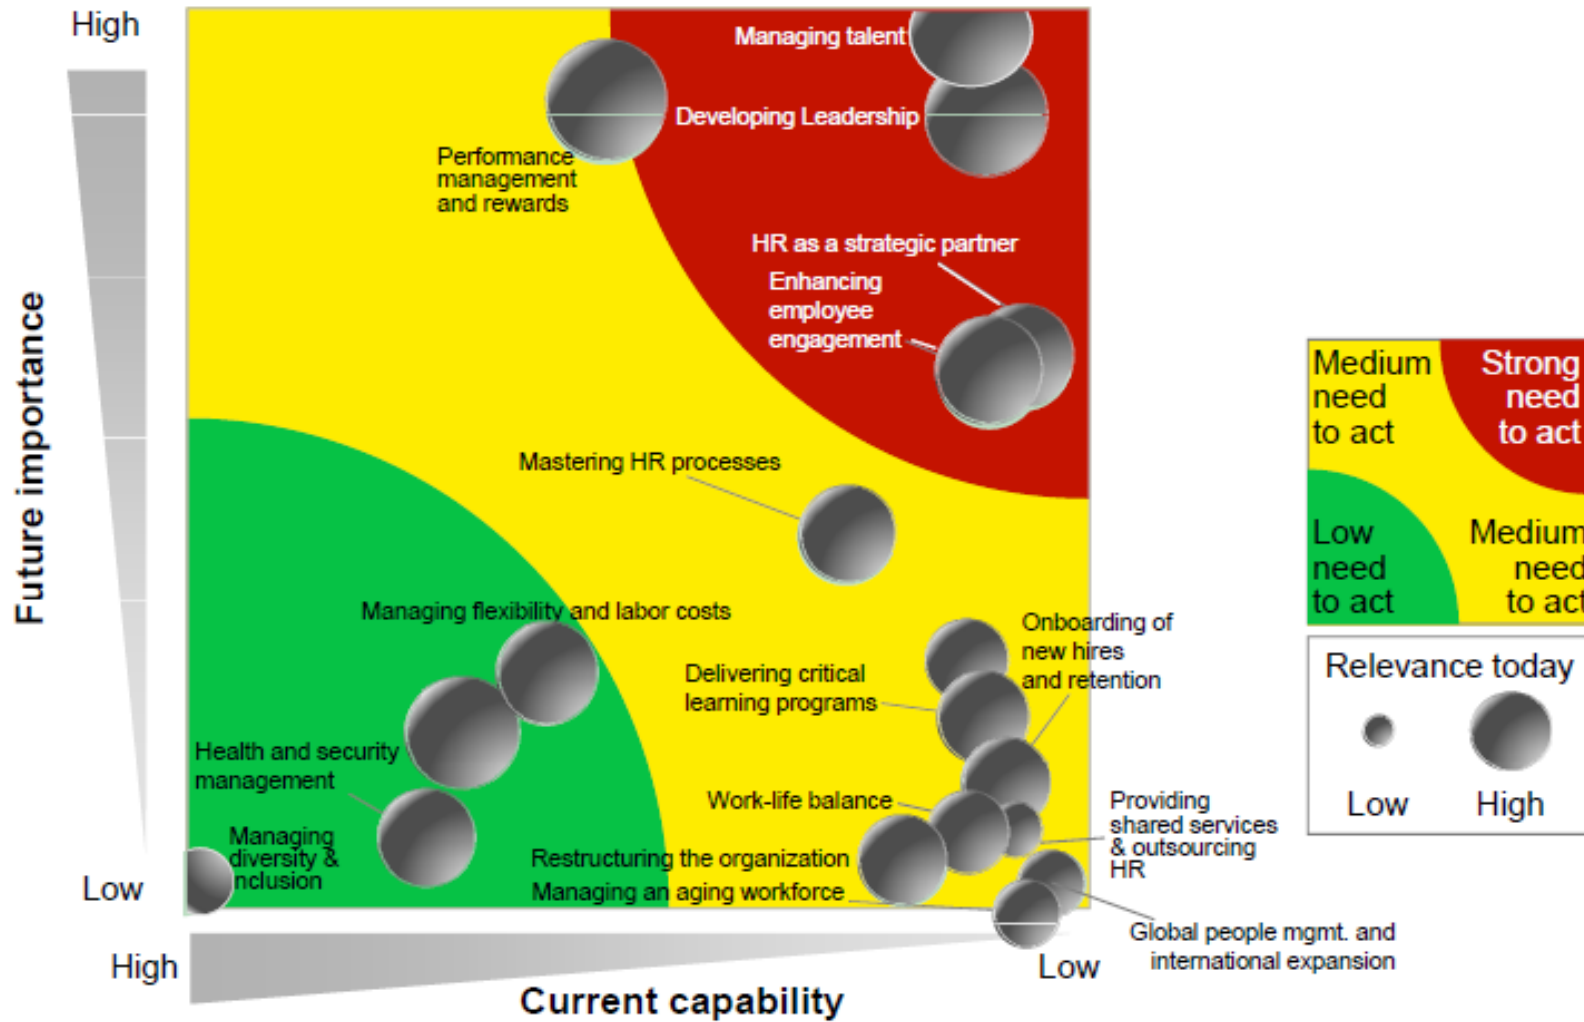 High
Managing talent
Developing Leadership
Performance
management
and rewards
HR as a strategic partner
Enhancing
employee
engagement
Mastering HR processes
Managing flexibility and labor costs
Onboarding of
new hires
and retention
Delivering critical
learning programs
Health and security
management
Work-life balance
Providing
shared services
& outsourcing
HR
Managing
diversity &
inclusion
Restructuring the organization
Managing an aging workforce
Global people mgmt. and
international expansion
Low
Future importance
High
Low
Current capability
Medium
need
to act
Strong
need
to act
Low
need
to act
Medium
need
to act
Relevance today
Low
High